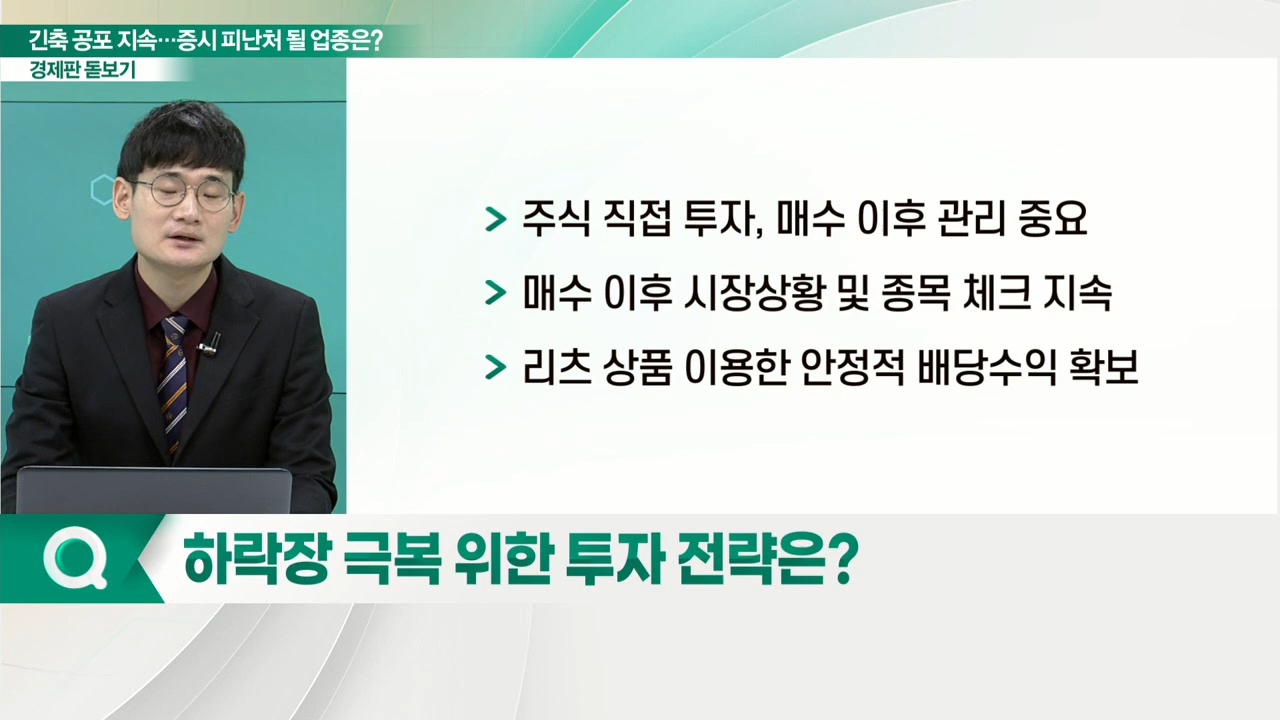 긴축 공포 지속…증시 피난처 될 업종은?
경제판 돋보기
> 주식 직접 투자, 매수 이후 관리 중요
> 매수 이후 시장상황 및 종목 체크 지속
> 리츠 상품 이용한 안정적 배당수익 확보
Q 하락장 극복 위한 투자 전략은?